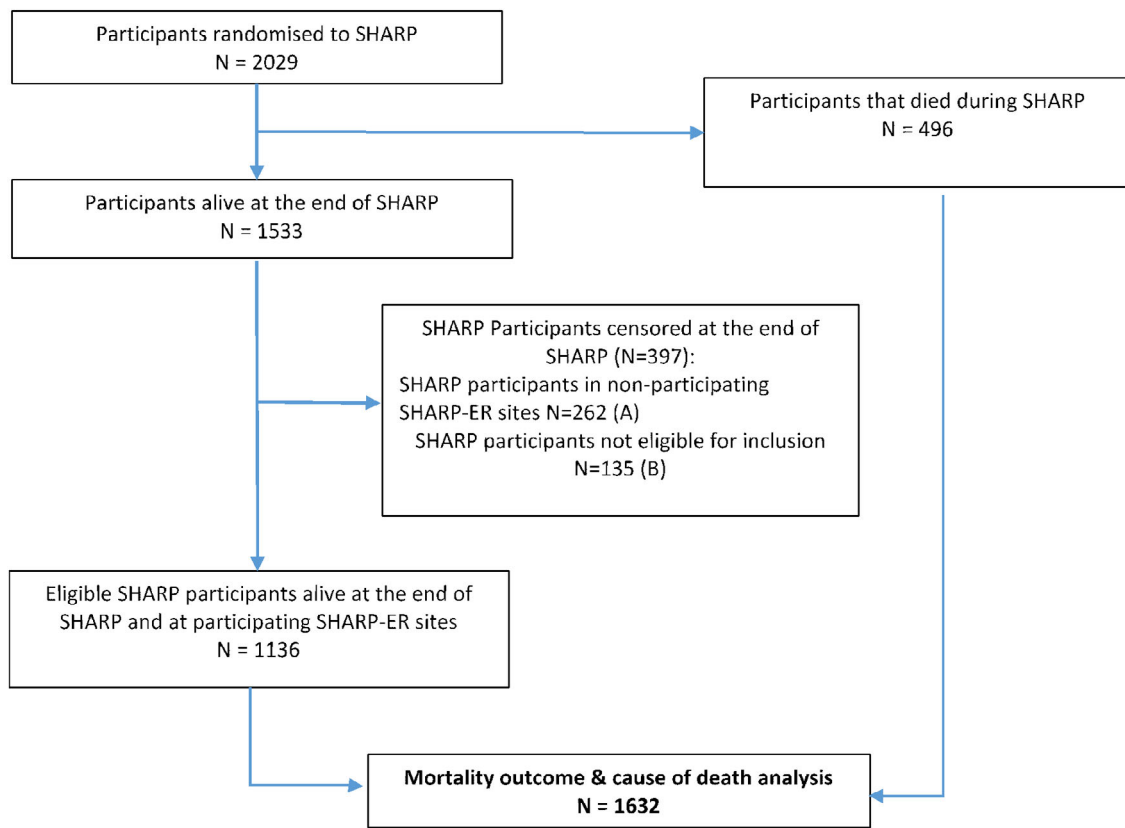 Participants randomised to SHARP
N = 2029
Participants that died during SHARP
N = 496
Participants alive at the end of SHARP
N = 1533
SHARP Participants censored at the end of
SHARP (N=397):
SHARP participants in non-participating
SHARP-ER sites N=262 (A)
SHARP participants not eligible for inclusion
N=135 (B)
Eligible SHARP participants alive at the end of
SHARP and at participating SHARP-ER sites
N = 1136
Mortality outcome & cause of death analysis
N = 1632